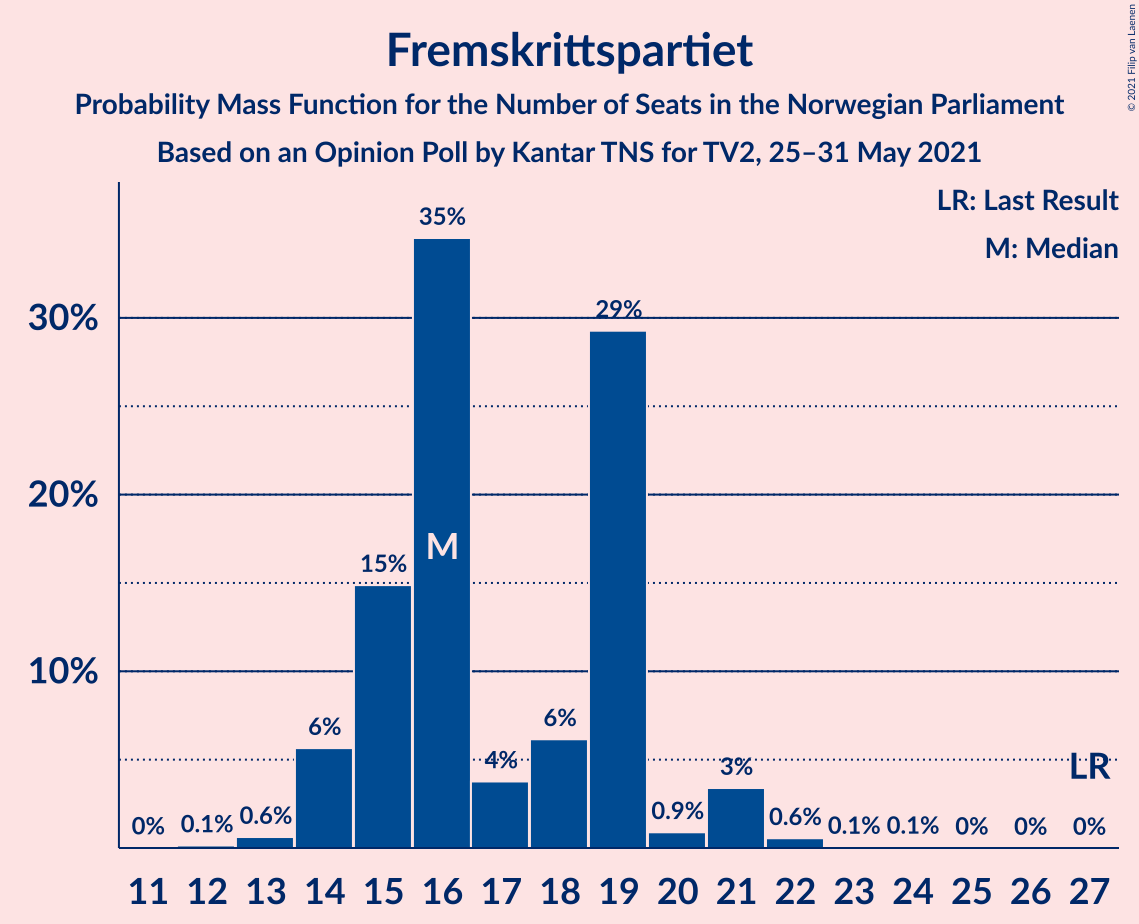 Fremskrittspartiet
Probability Mass Function for the Number of Seats in the Norwegian Parliament
Based on an Opinion Poll by Kantar TNS for TV2, 25–31 May 2021
© 2021 Filip van Laenen
LR: Last Result
M: Median
30%
20%
10%
0%
0.1%
0.6%
6%
15%
35%
M
4%
6%
29%
0.9%
3%
0.6%
0.1%
0.1%
0%
0%
0%
LR
11 12 13 14 15 16 17 18 19 20 21 22 23 24 25 26 27